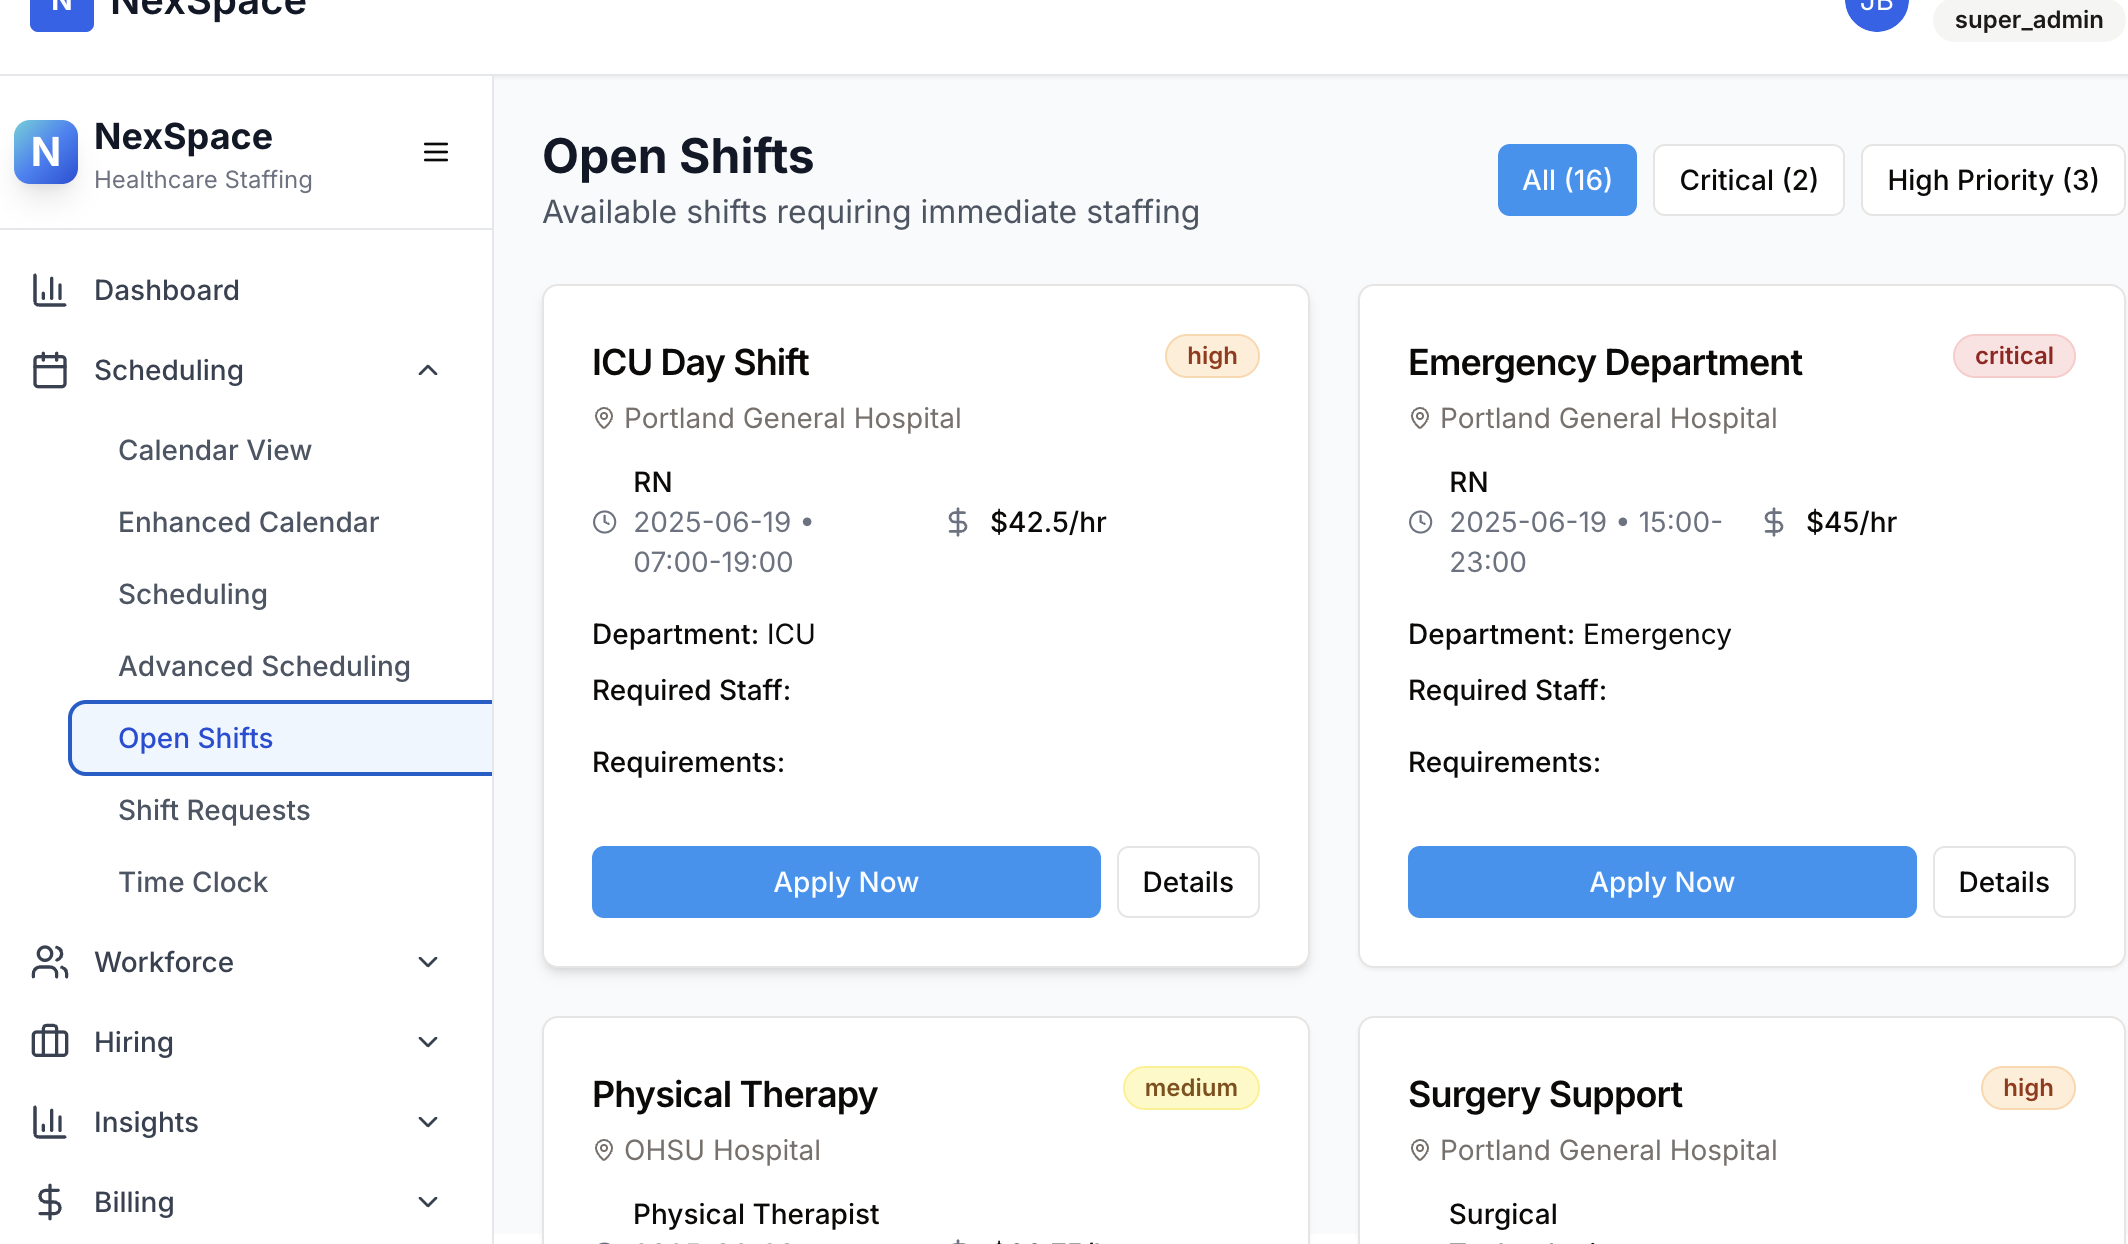 N NexSpace
JB
super_admin
N
NexSpace
Healthcare Staffing
Dashboard
Scheduling
Calendar View
Enhanced Calendar
Scheduling
Advanced Scheduling
Open Shifts
Shift Requests
Time Clock
Workforce
Hiring
Insights
Billing
Open Shifts
Available shifts requiring immediate staffing
All (16)
Critical (2)
High Priority (3)
ICU Day Shift
high
Portland General Hospital
RN
2025-06-19 •
07:00-19:00
$42.5/hr
Department: ICU
Required Staff:
Requirements:
Apply Now
Details
Emergency Department
critical
Portland General Hospital
RN
2025-06-19 • 15:00-
23:00
$45/hr
Department: Emergency
Required Staff:
Requirements:
Apply Now
Details
Physical Therapy
medium
OHSU Hospital
Physical Therapist
Surgery Support
high
Portland General Hospital
Surgical